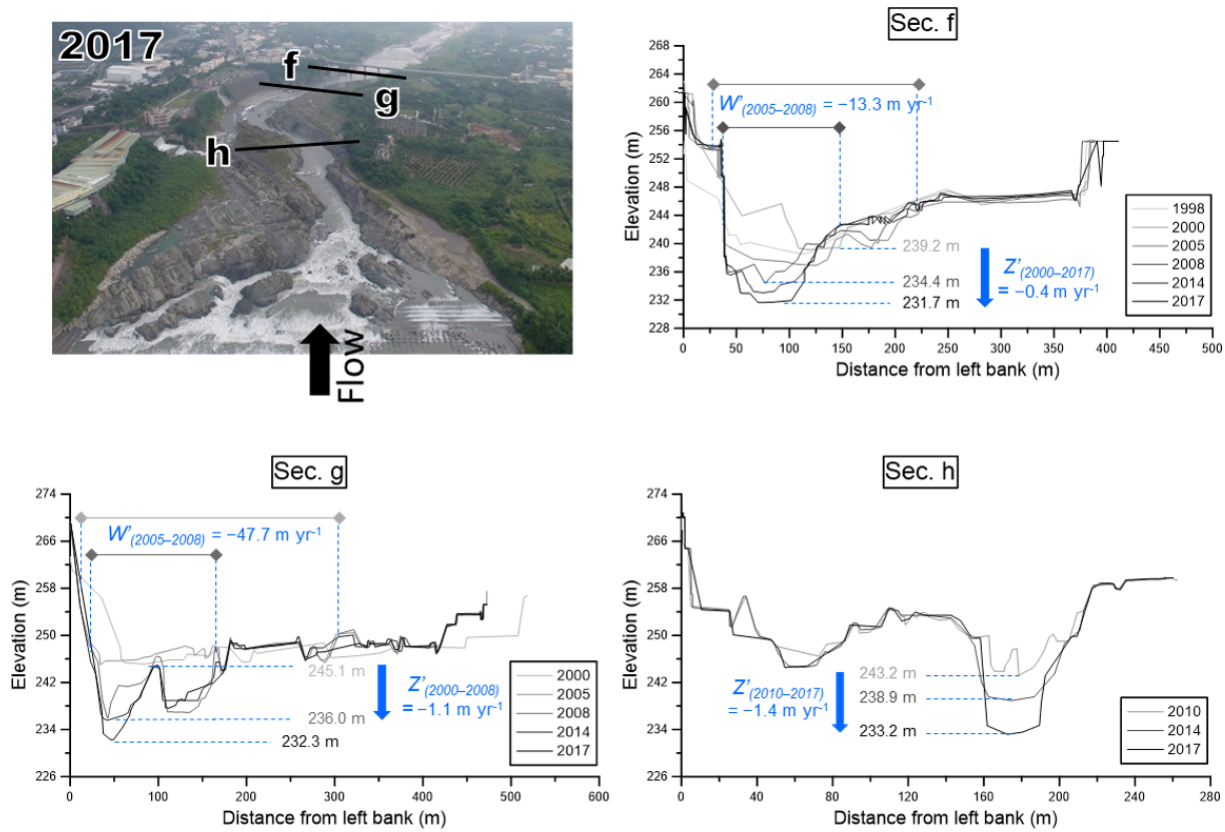 2017
f
g
h
Flow
Sec. f
Elevation (m)
268
264
260
256
252
248
244
240
236
232
228
W'(2005–2008) = −13.3 m yr-1
239.2 m
234.4 m
231.7 m
Z'(2000–2017)
= −0.4 m yr-1
1998
2000
2005
2008
2014
2017
0 50 100 150 200 250 300 350 400 450 500
Distance from left bank (m)
Sec. g
Elevation (m)
274
266
258
250
242
234
226
W'(2005–2008) = −47.7 m yr-1
245.1 m
236.0 m
232.3 m
Z'(2000–2008)
= −1.1 m yr-1
2000
2005
2008
2014
2017
0 100 200 300 400 500 600
Distance from left bank (m)
Sec. h
Elevation (m)
274
266
258
250
242
234
226
Z'(2010–2017)
= −1.4 m yr-1
243.2 m
238.9 m
233.2 m
2010
2014
2017
0 40 80 120 160 200 240 280
Distance from left bank (m)